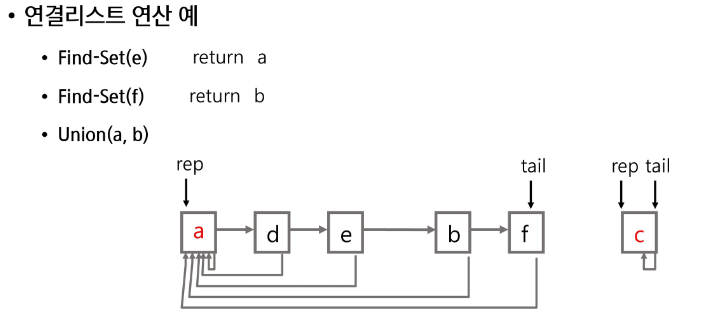 • 연결리스트 연산 예
• Find-Set(e) return a
• Find-Set(f) return b
• Union(a, b)
rep tail rep tail
a d e b f c